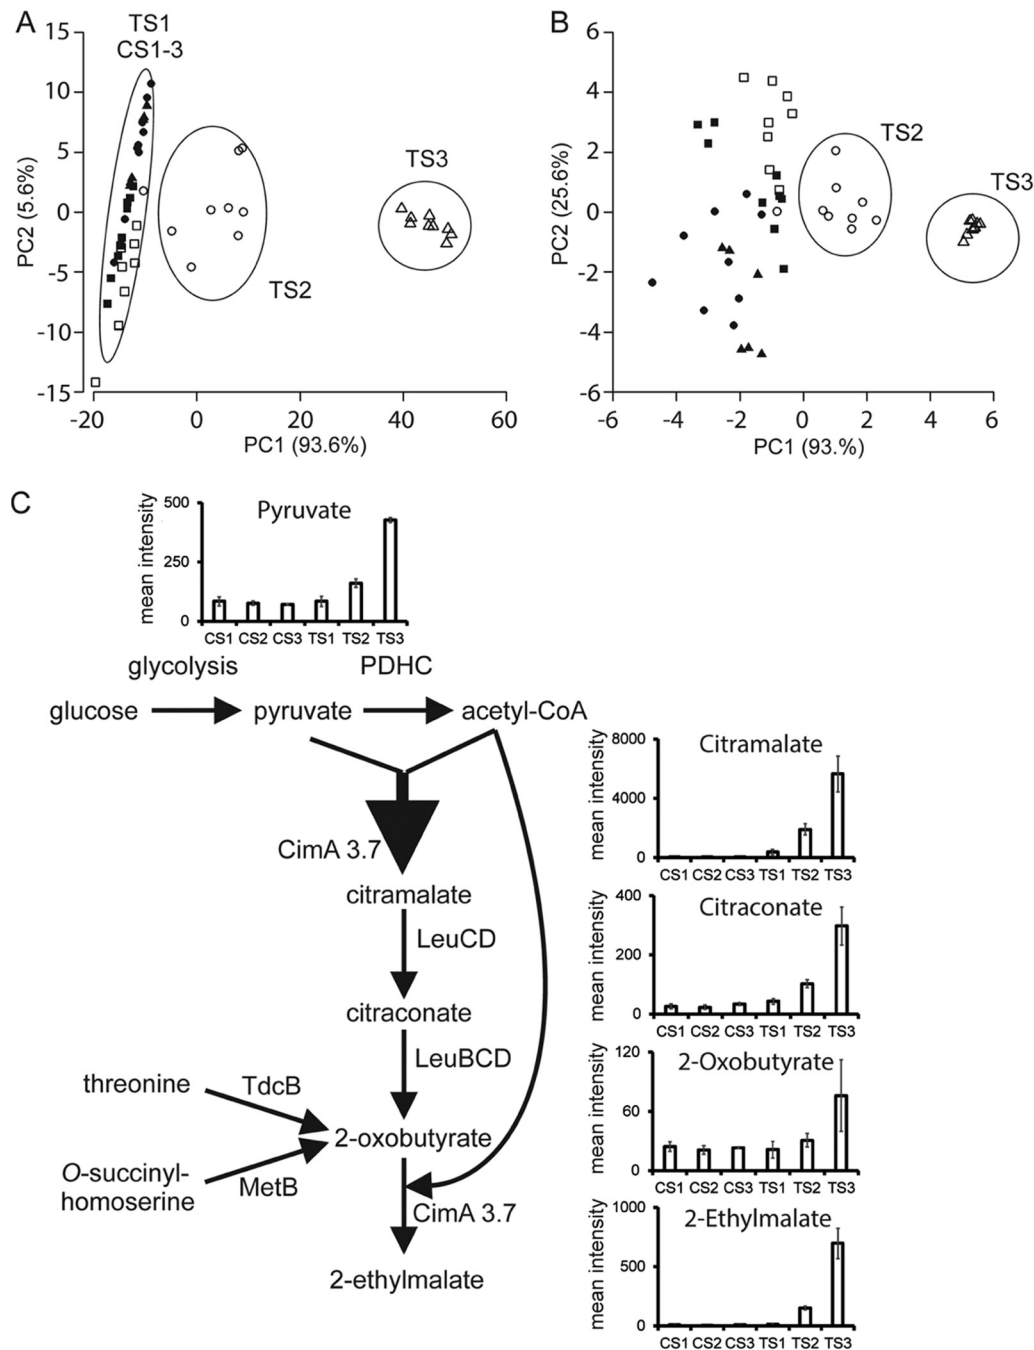 A
TS1
CS1-3
TS2
TS3
PC2 (5.6%)
15
10
5
0
-5
-10
-15
-20
0
20
40
60
PC1 (93.6%)
B
TS2
TS3
PC2 (25.6%)
6
4
2
0
-2
-4
-6
-6
-4
-2
0
2
4
6
PC1 (93.%)
C
Pyruvate
mean intensity
500
250
0
CS1 CS2 CS3 TS1 TS2 TS3
glycolysis
PDHC
glucose
pyruvate
acetyl-CoA
CimA 3.7
citramalate
LeuCD
citraconate
LeuBCD
threonine
TdcB
2-oxobutyrate
O-succinyl-
homoserine
MetB
CimA 3.7
2-ethylmalate
Citramalate
mean intensity
8000
4000
0
CS1 CS2 CS3 TS1 TS2 TS3
Citraconate
mean intensity
400
200
0
CS1 CS2 CS3 TS1 TS2 TS3
2-Oxobutyrate
mean intensity
120
60
0
CS1 CS2 CS3 TS1 TS2 TS3
2-Ethylmalate
mean intensity
1000
500
0
CS1 CS2 CS3 TS1 TS2 TS3